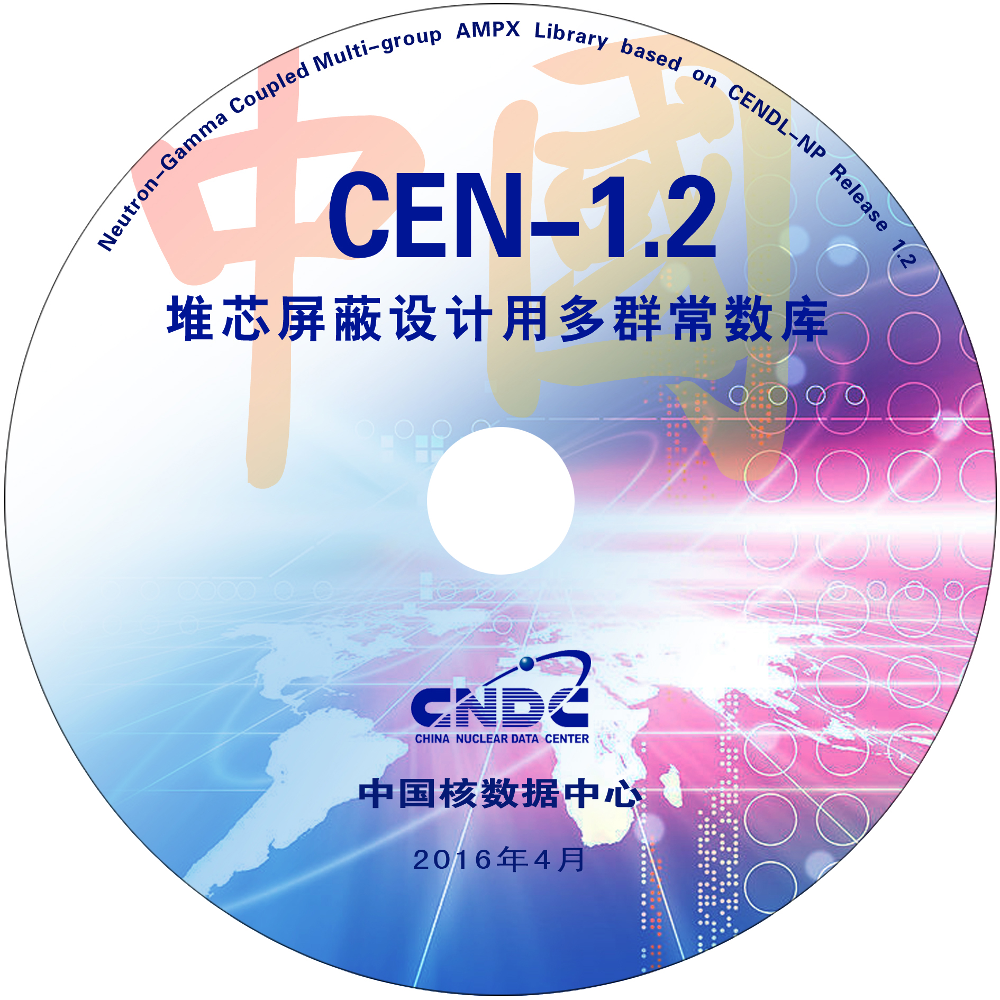 Neutron-Gamma Coupled Multi-group AMPX Library based on CENDL-NP Release 1.2
中國
CEN-1.2
堆芯屏蔽设计用多群常数库
CNDC
CHINA NUCLEAR DATA CENTER
中国核数据中心
2016年4月